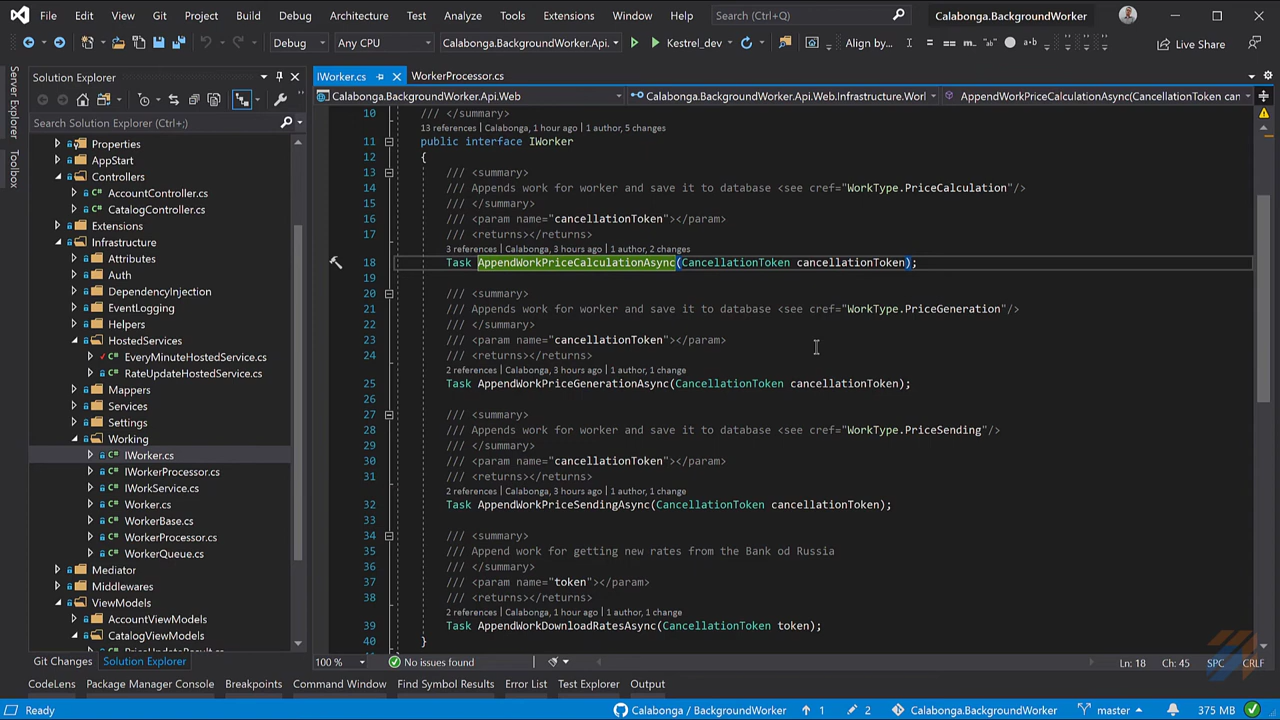 File Edit View Git Project Build Debug Architecture Test Analyze Tools Extensions Window Help Search (Ctrl+Q) Calabonga.BackgroundWorker
Debug Any CPU Calabonga.BackgroundWorker.Api. Kestrel_dev Align by... Live Share
Server Explorer
Toolbox
Solution Explorer
Search Solution Explorer (Ctrl+;)
Properties
AppStart
Controllers
AccountController.cs
CatalogController.cs
Extensions
Infrastructure
Attributes
Auth
DependencyInjection
EventLogging
Helpers
HostedServices
EveryMinuteHostedService.cs
RateUpdateHostedService.cs
Mappers
Services
Settings
Working
IWorker.cs
IWorkerProcessor.cs
IWorkService.cs
Worker.cs
WorkerBase.cs
WorkerProcessor.cs
WorkerQueue.cs
Mediator
Middlewares
ViewModels
AccountViewModels
CatalogViewModels
Git Changes Solution Explorer
IWorker.cs WorkerProcessor.cs
Calabonga.BackgroundWorker.Api.Web Calabonga.BackgroundWorker.Api.Web.Infrastructure.Worl AppendWorkPriceCalculationAsync(CancellationToken can
10 /// </summary>
13 references | Calabonga, 1 hour ago | 1 author, 5 changes
11 public interface IWorker
12 {
13 /// <summary>
14 /// Appends work for worker and save it to database <see cref="WorkType.PriceCalculation"/>
15 /// </summary>
16 /// <param name="cancellationToken"></param>
17 /// <returns></returns>
3 references | Calabonga, 3 hours ago | 1 author, 2 changes
18 Task AppendWorkPriceCalculationAsync(CancellationToken cancellationToken);
19
20 /// <summary>
21 /// Appends work for worker and save it to database <see cref="WorkType.PriceGeneration"/>
22 /// </summary>
23 /// <param name="cancellationToken"></param>
24 /// <returns></returns>
2 references | Calabonga, 3 hours ago | 1 author, 1 change
25 Task AppendWorkPriceGenerationAsync(CancellationToken cancellationToken);
26
27 /// <summary>
28 /// Appends work for worker and save it to database <see cref="WorkType.PriceSending"/>
29 /// </summary>
30 /// <param name="cancellationToken"></param>
31 /// <returns></returns>
2 references | Calabonga, 3 hours ago | 1 author, 1 change
32 Task AppendWorkPriceSendingAsync(CancellationToken cancellationToken);
33
34 /// <summary>
35 /// Append work for getting new rates from the Bank od Russia
36 /// </summary>
37 /// <param name="token"></param>
38 /// <returns></returns>
2 references | Calabonga, 1 hour ago | 1 author, 1 change
39 Task AppendWorkDownloadRatesAsync(CancellationToken token);
40 }
100 % No issues found Ln: 18 Ch: 45 SPC CRLF
CodeLens Package Manager Console Breakpoints Command Window Find Symbol Results Error List Test Explorer Output
Ready Calabonga / BackgroundWorker 1 2 Calabonga.BackgroundWorker master 375 MB